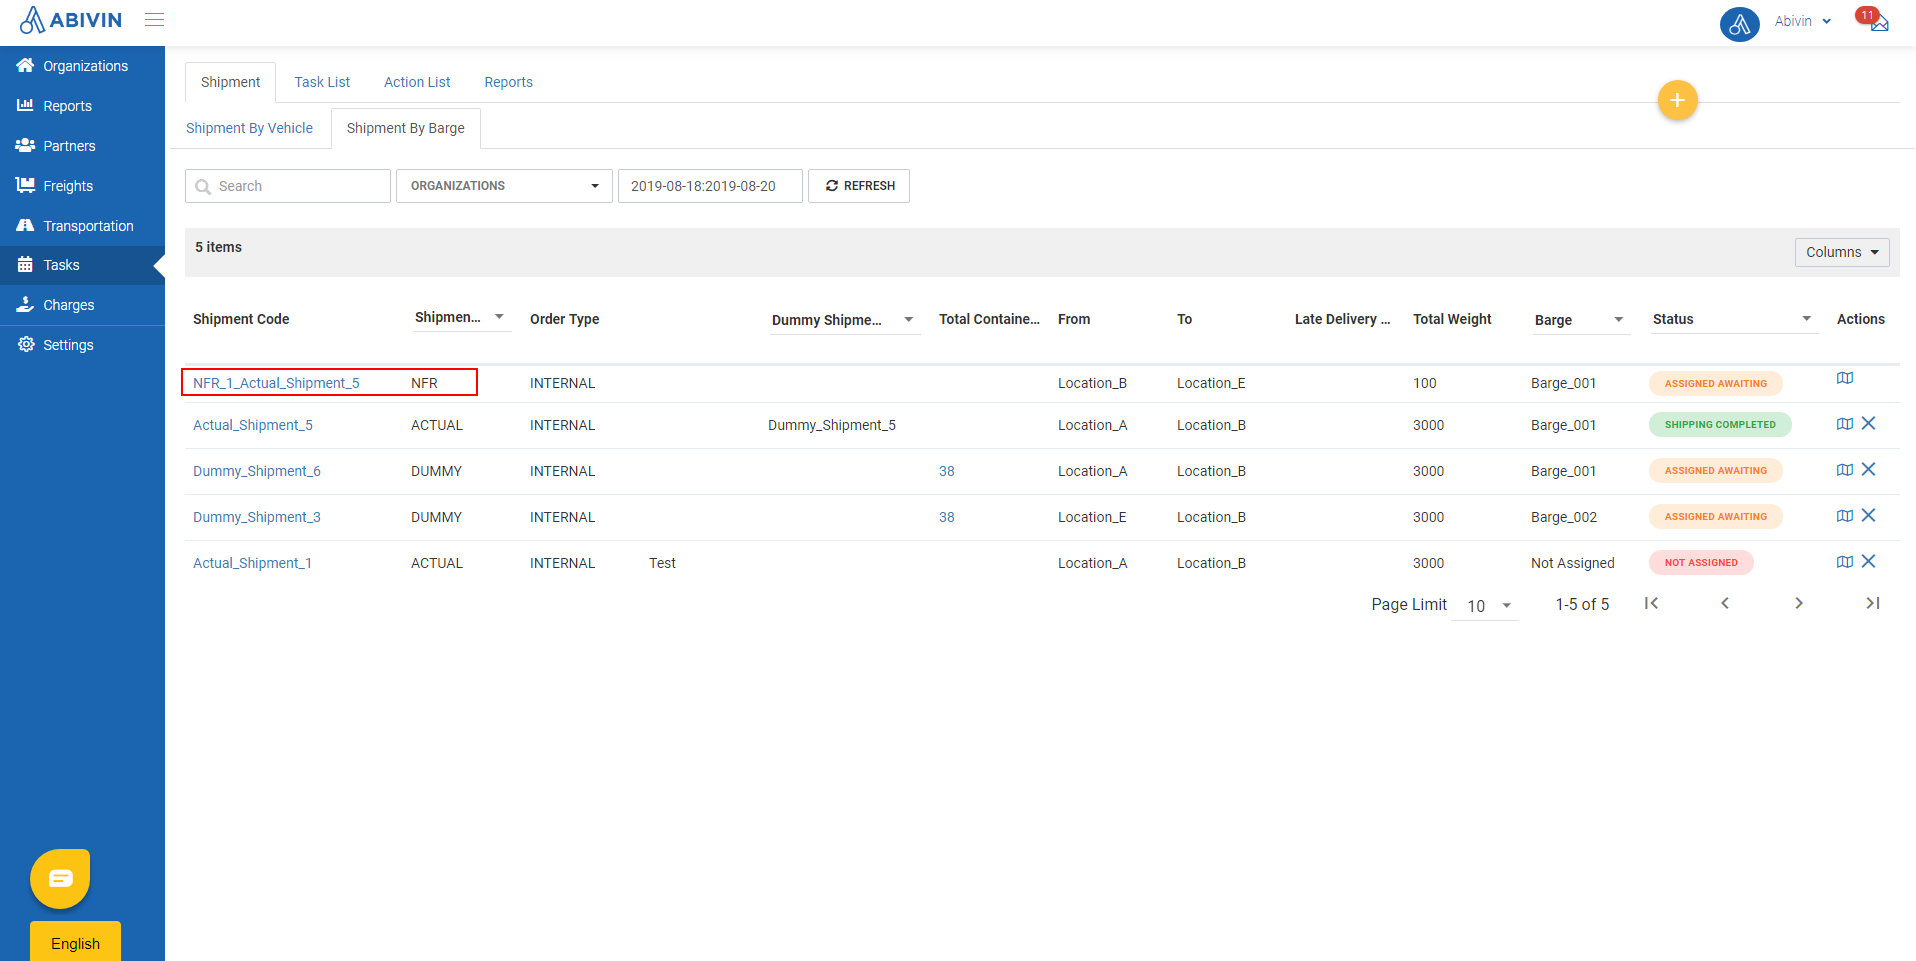 ABIVIN
Abivin
11
Organizations
Reports
Partners
Freights
Transportation
Tasks
Charges
Settings
English
Shipment Task List Action List Reports
+
Shipment By Vehicle Shipment By Barge
Search ORGANIZATIONS 2019-08-18:2019-08-20 REFRESH
5 items Columns
Shipment Code Shipmen... Order Type Dummy Shipme... Total Containe... From To Late Delivery ... Total Weight Barge Status Actions
NFR_1_Actual_Shipment_5 NFR INTERNAL Location_B Location_E 100 Barge_001 ASSIGNED AWAITING
Actual_Shipment_5 ACTUAL INTERNAL Dummy_Shipment_5 Location_A Location_B 3000 Barge_001 SHIPPING COMPLETED
Dummy_Shipment_6 DUMMY INTERNAL 38 Location_A Location_B 3000 Barge_001 ASSIGNED AWAITING
Dummy_Shipment_3 DUMMY INTERNAL 38 Location_E Location_B 3000 Barge_002 ASSIGNED AWAITING
Actual_Shipment_1 ACTUAL INTERNAL Test Location_A Location_B 3000 Not Assigned NOT ASSIGNED
Page Limit 10 1-5 of 5